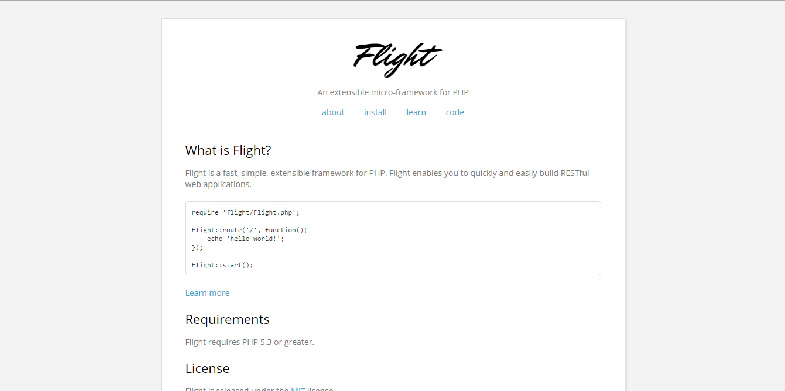 Flight
An extensible micro-framework for PHP
about install learn code
What is Flight?
Flight is a fast, simple, extensible framework for PHP. Flight enables you to quickly and easily build RESTful
web applications.
require 'flight/Flight.php';
Flight::route('/', function(){
echo 'hello world!';
});
Flight::start();
Learn more
Requirements
Flight requires PHP 5.3 or greater.
License
Flight is released under the MIT license.